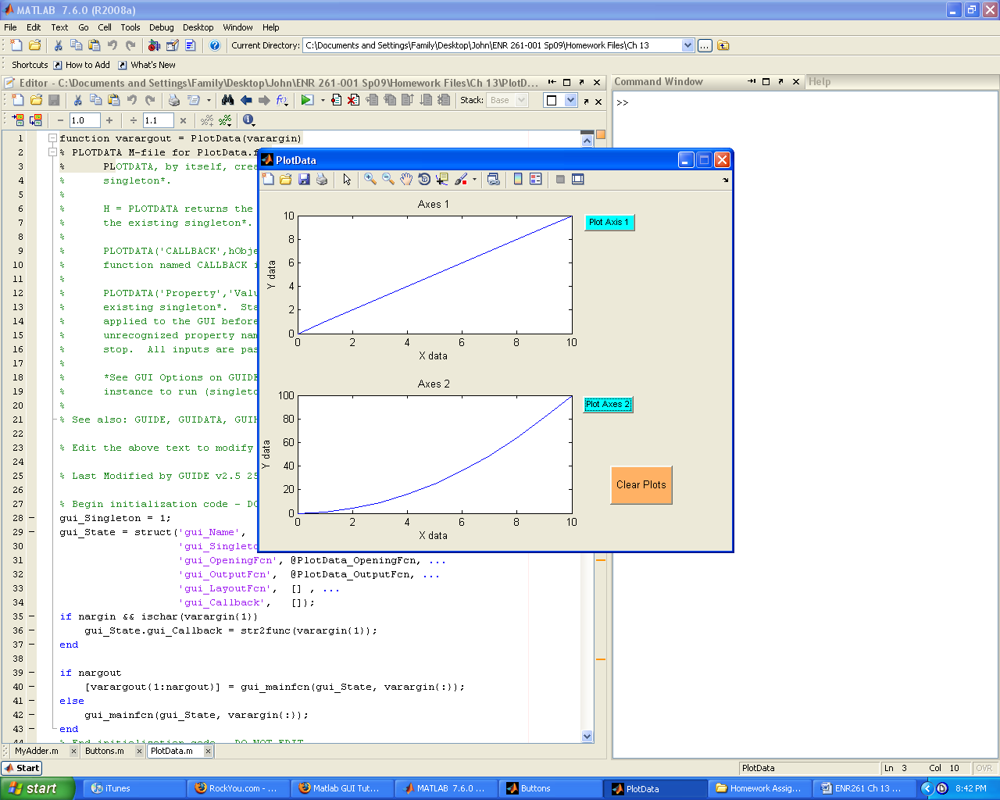 MATLAB 7.6.0 (R2008a)
File Edit Text Go Cell Tools Debug Desktop Window Help
Current Directory: C:\Documents and Settings\Family\Desktop\John\ENR 261-001 Sp09\Homework Files\Ch 13
Shortcuts How to Add What's New
Editor - C:\Documents and Settings\Family\Desktop\John\ENR 261-001 Sp09\Homework Files\Ch 13\PlotD...
Stack: Base
1.0 1.1
1 function varargout = PlotData(varargin)
2 % PLOTDATA M-file for PlotData.f
3 % PLOTDATA, by itself, crea
4 % singleton*.
5 %
6 % H = PLOTDATA returns the
7 % the existing singleton*.
8 %
9 % PLOTDATA('CALLBACK',hObje
10 % function named CALLBACK i
11 %
12 % PLOTDATA('Property','Valu
13 % existing singleton*. Sta
14 % applied to the GUI before
15 % unrecognized property nam
16 % stop. All inputs are pas
17 %
18 % *See GUI Options on GUIDE
19 % instance to run (singleto
20 %
21 % See also: GUIDE, GUIDATA, GUIH
22
23 % Edit the above text to modify
24
25 % Last Modified by GUIDE v2.5 25
26
27 % Begin initialization code - DO
28 gui_Singleton = 1;
29 gui_State = struct('gui_Name',
30 'gui_Singleto
31 'gui_OpeningFcn', @PlotData_OpeningFcn, ...
32 'gui_OutputFcn', @PlotData_OutputFcn, ...
33 'gui_LayoutFcn', [] , ...
34 'gui_Callback', []);
35 if nargin && ischar(varargin{1})
36 gui_State.gui_Callback = str2func(varargin{1});
37 end
38
39 if nargout
40 [varargout{1:nargout}] = gui_mainfcn(gui_State, varargin{:});
41 else
42 gui_mainfcn(gui_State, varargin{:});
43 end
44 % End initialization code - DO NOT EDIT
MyAdder.m Buttons.m PlotData.m
Command Window
Help
>>
PlotData
Axes 1
10
8
6
4
2
0
Y data
0 2 4 6 8 10
X data
Plot Axis 1
Axes 2
100
80
60
40
20
0
Y data
0 2 4 6 8 10
X data
Plot Axes 2
Clear Plots
Start
PlotData Ln 3 Col 10 OVR
start iTunes RockYou.com - ... Matlab GUI Tut... MATLAB 7.6.0 ... Buttons PlotData Homework Assig... ENR261 Ch 13 ... 8:42 PM